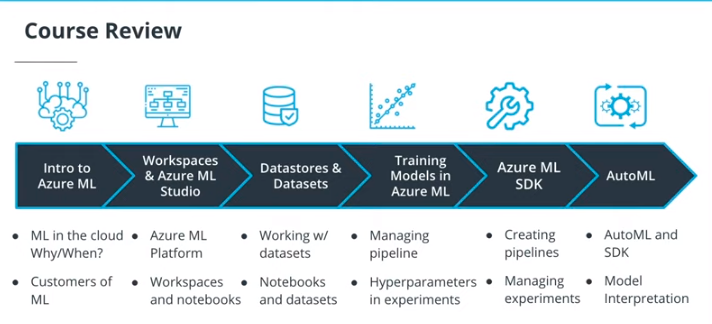 Course Review
Intro to
Azure ML
Workspaces
& Azure ML
Studio
Datastores &
Datasets
Training
Models in
Azure ML
Azure ML
SDK
AutoML
• ML in the cloud
Why/When?
• Customers of
ML
• Azure ML
Platform
• Workspaces
and notebooks
• Working w/
datasets
• Notebooks
and datasets
• Managing
pipeline
• Hyperparameters
in experiments
• Creating
pipelines
• Managing
experiments
• AutoML and
SDK
• Model
Interpretation